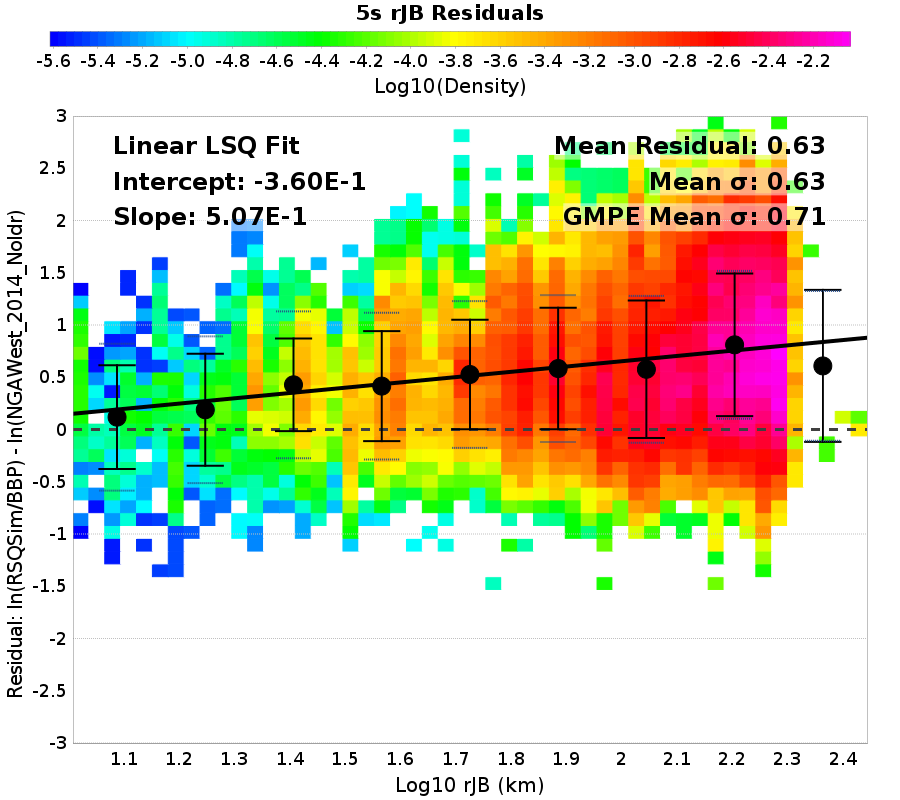 5s rJB Residuals
-5.6 -5.4 -5.2 -5.0 -4.8 -4.6 -4.4 -4.2 -4.0 -3.8 -3.6 -3.4 -3.2 -3.0 -2.8 -2.6 -2.4 -2.2
Log10(Density)
Linear LSQ Fit
Intercept: -3.60E-1
Slope: 5.07E-1
Mean Residual: 0.63
Mean σ: 0.63
GMPE Mean σ: 0.71
Residual: ln(RSQSim/BBP) - ln(NGAWest_2014_NoIdr)
3
2.5
2
1.5
1
0.5
0
-0.5
-1
-1.5
-2
-2.5
-3
1.1 1.2 1.3 1.4 1.5 1.6 1.7 1.8 1.9 2 2.1 2.2 2.3 2.4
Log10 rJB (km)